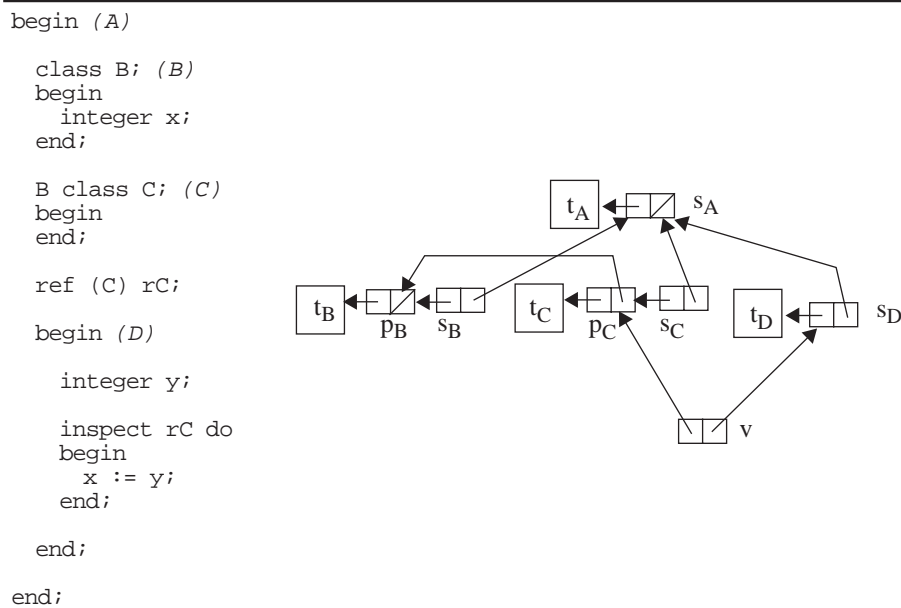 begin (A)
class B; (B)
begin
integer x;
end;
B class C; (C)
begin
end;
ref (C) rC;
begin (D)
integer y;
inspect rC do
begin
x := y;
end;
end;
end;
tA sA
tB pB sB tC pC sC tD sD
v